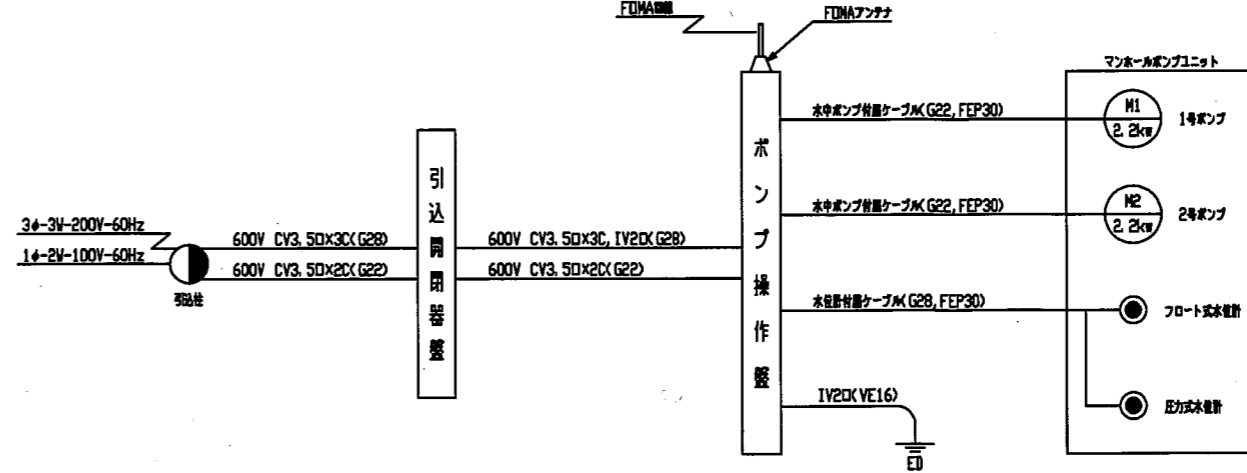 FOMA回線
FOMAアンテナ
マンホールポンプユニット
水中ポンプ付属ケーブル(G22,FEP30)
M1
2.2kw
1号ポンプ
ポンプ操作盤
引込開閉器盤
水中ポンプ付属ケーブル(G22,FEP30)
M2
2.2kw
2号ポンプ
3φ-3W-200V-60Hz
1φ-2W-100V-60Hz
600V CV3.5□×3C(G28)
600V CV3.5□×2C(G22)
600V CV3.5□×3C,IV2□(G28)
600V CV3.5□×2C(G22)
引込柱
水位計付属ケーブル(G28,FEP30)
フロート式水位計
IV2□(VE16)
圧力式水位計
ED